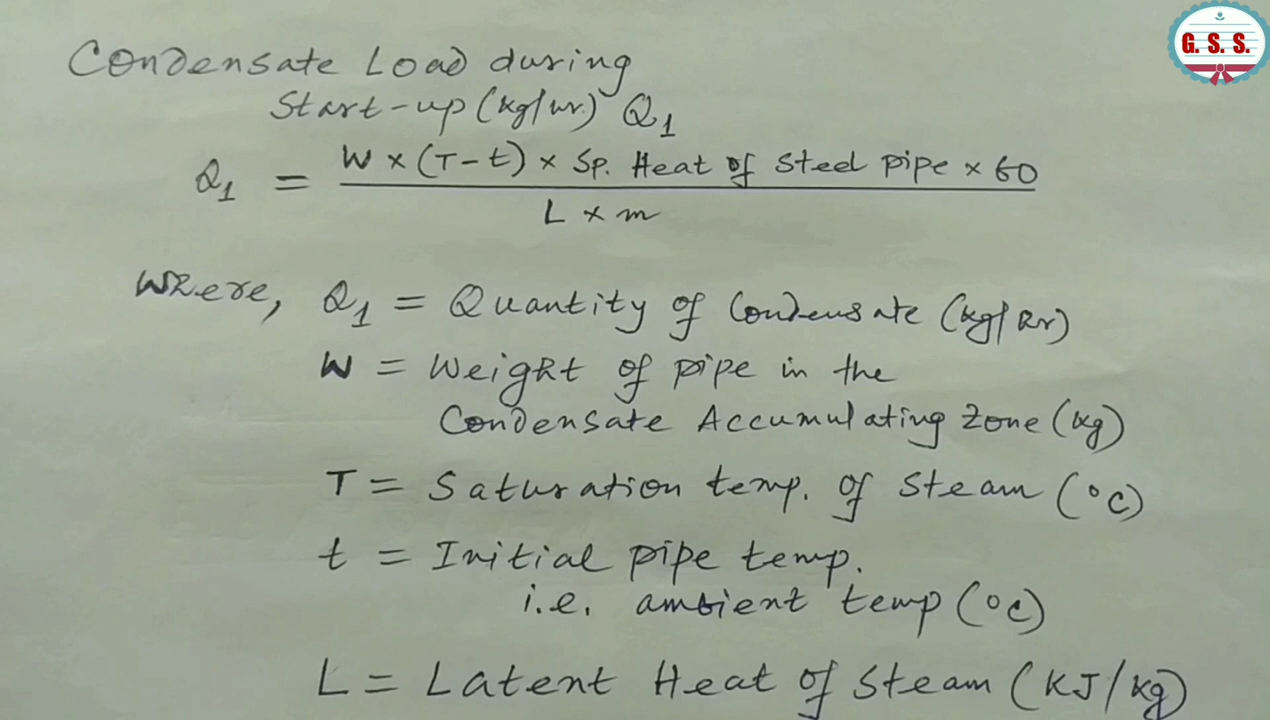 G. S. S.
Condensate Load during
Start-up (kg/hr) Q1
Q1 = W × (T-t) × Sp. Heat of Steel pipe × 60
L × m
Where, Q1 = Quantity of Condensate (kg/hr)
W = Weight of pipe in the
Condensate Accumulating Zone (kg)
T = Saturation temp. of Steam (°C)
t = Initial pipe temp.
i.e. ambient temp (°C)
L = Latent Heat of Steam (KJ/kg)